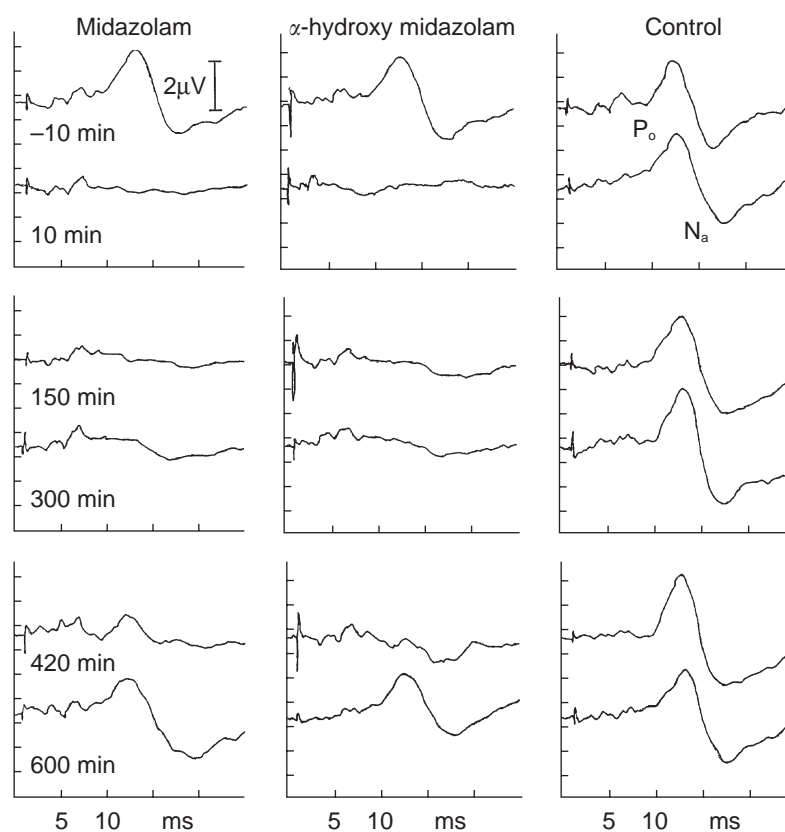 Midazolam
α-hydroxy midazolam
Control
2μV
–10 min
P₀
10 min
Nₐ
150 min
300 min
420 min
600 min
5 10 ms
5 10 ms
5 10 ms